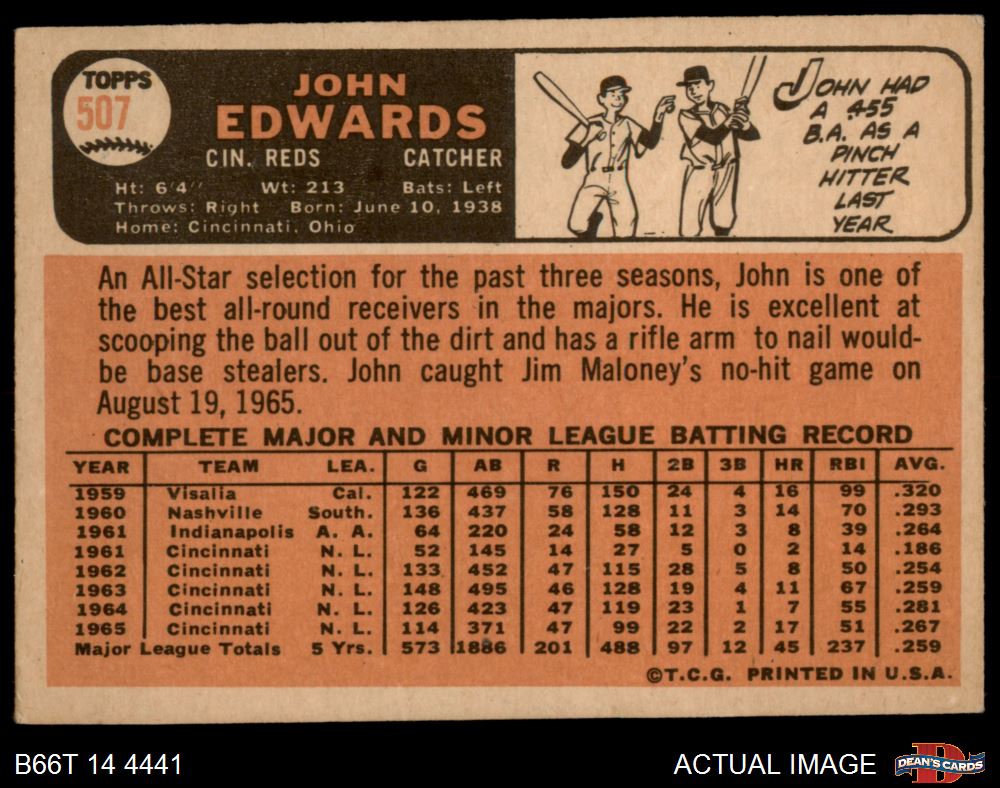 TOPPS
507
JOHN
EDWARDS
CIN. REDS CATCHER
Ht: 6'4" Wt: 213 Bats: Left
Throws: Right Born: June 10, 1938
Home: Cincinnati, Ohio
JOHN HAD
A .455
B.A. AS A
PINCH
HITTER
LAST
YEAR
An All-Star selection for the past three seasons, John is one of
the best all-round receivers in the majors. He is excellent at
scooping the ball out of the dirt and has a rifle arm to nail would-
be base stealers. John caught Jim Maloney's no-hit game on
August 19, 1965.
COMPLETE MAJOR AND MINOR LEAGUE BATTING RECORD
YEAR TEAM LEA. G AB R H 2B 3B HR RBI AVG.
1959 Visalia Cal. 122 469 76 150 24 4 16 99 .320
1960 Nashville South. 136 437 58 128 11 3 14 70 .293
1961 Indianapolis A. A. 64 220 24 58 12 3 8 39 .264
1961 Cincinnati N. L. 52 145 14 27 5 0 2 14 .186
1962 Cincinnati N. L. 133 452 47 115 28 5 8 50 .254
1963 Cincinnati N. L. 148 495 46 128 19 4 11 67 .259
1964 Cincinnati N. L. 126 423 47 119 23 1 7 55 .281
1965 Cincinnati N. L. 114 371 47 99 22 2 17 51 .267
Major League Totals 5 Yrs. 573 1886 201 488 97 12 45 237 .259
©T.C.G. PRINTED IN U.S.A.
B66T 14 4441
ACTUAL IMAGE
DEAN'S CARDS